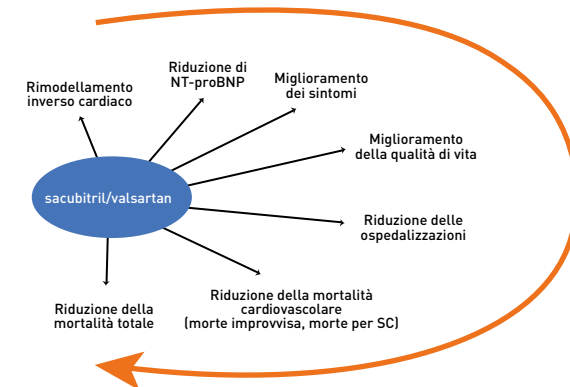 Rimodellamento
inverso cardiaco
Riduzione di
NT-proBNP
Miglioramento
dei sintomi
Miglioramento
della qualità di vita
sacubitril/valsartan
Riduzione delle
ospedalizzazioni
Riduzione della mortalità
cardiovascolare
(morte improvvisa, morte per SC)
Riduzione della
mortalità totale